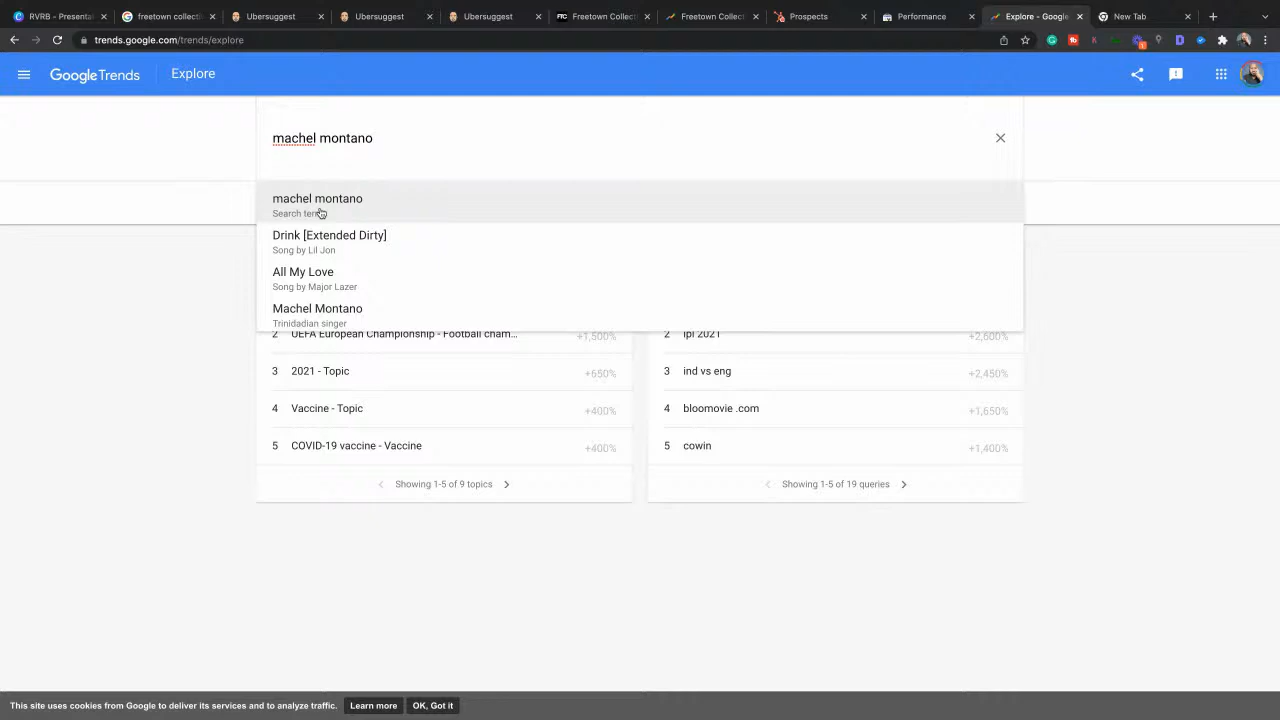 RVRB - Presenta
freetown collecti
Ubersuggest
Ubersuggest
Ubersuggest
FTC
Freetown Collect
Freetown Collect
Prospects
Performance
Explore - Google
New Tab
trends.google.com/trends/explore
Google Trends
Explore
machel montano
machel montano
Search term
Drink [Extended Dirty]
Song by Lil Jon
All My Love
Song by Major Lazer
Machel Montano
Trinidadian singer
2 UEFA European Championship - Football cham... +1,500%
3 2021 - Topic +650%
4 Vaccine - Topic +400%
5 COVID-19 vaccine - Vaccine +400%
Showing 1-5 of 9 topics
2 ipl 2021 +2,600%
3 ind vs eng +2,450%
4 bloomovie .com +1,650%
5 cowin +1,400%
Showing 1-5 of 19 queries
This site uses cookies from Google to deliver its services and to analyze traffic. Learn more OK, Got it